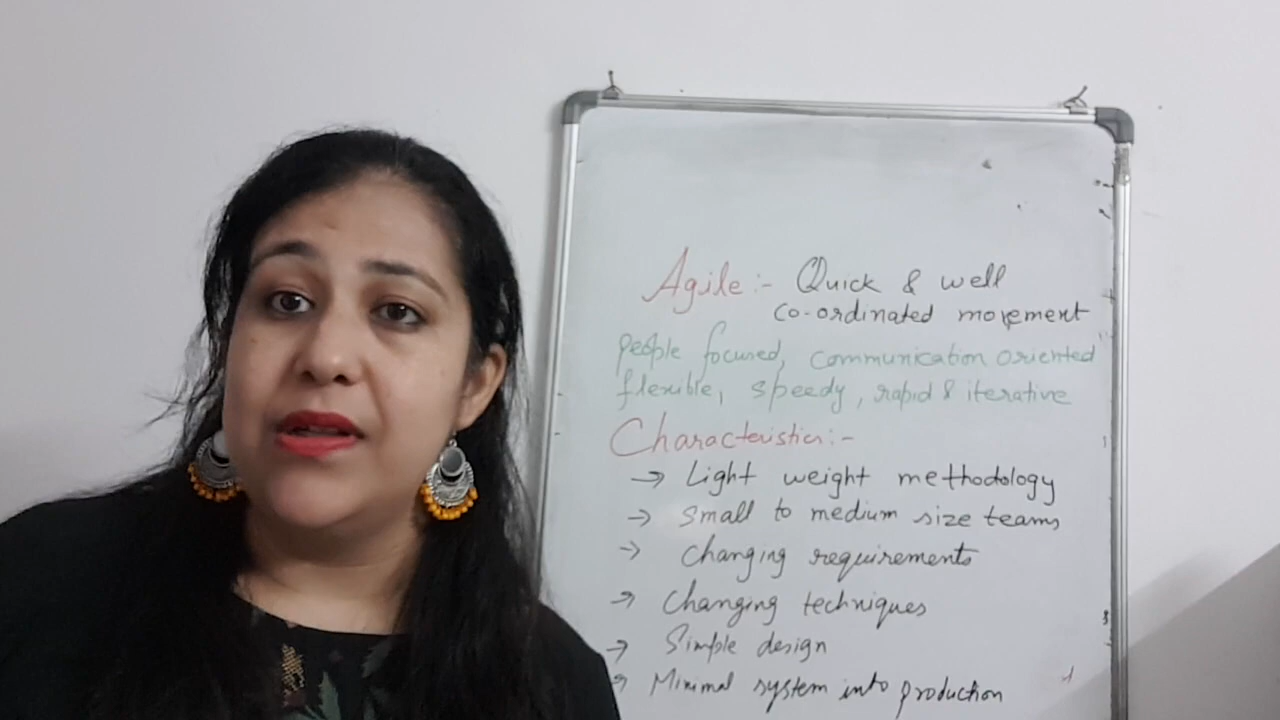 Agile:- Quick & well
co-ordinated movement
people focused, communication oriented
flexible, speedy, rapid & iterative
Characteristics:-
→ Light weight methodology
→ Small to medium size teams
→ Changing requirements
→ Changing techniques
→ Simple design
→ Minimal system into production